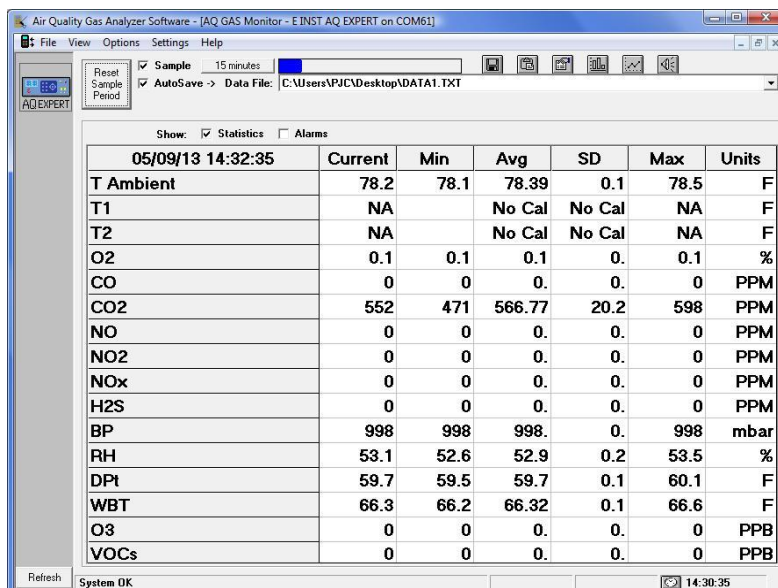 Air Quality Gas Analyzer Software - [AQ GAS Monitor - E INST AQ EXPERT on COM61]
File View Options Settings Help
Reset Sample Period
Sample 15 minutes
AutoSave -> Data File: C:\Users\PJC\Desktop\DATA1.TXT
AQ EXPERT
Show: Statistics Alarms
05/09/13 14:32:35 Current Min Avg SD Max Units
T Ambient 78.2 78.1 78.39 0.1 78.5 F
T1 NA No Cal No Cal NA F
T2 NA No Cal No Cal NA F
O2 0.1 0.1 0.1 0. 0.1 %
CO 0 0 0. 0. 0 PPM
CO2 552 471 566.77 20.2 598 PPM
NO 0 0 0. 0. 0 PPM
NO2 0 0 0. 0. 0 PPM
NOx 0 0 0. 0. 0 PPM
H2S 0 0 0. 0. 0 PPM
BP 998 998 998. 0. 998 mbar
RH 53.1 52.6 52.9 0.2 53.5 %
DPt 59.7 59.5 59.7 0.1 60.1 F
WBT 66.3 66.2 66.32 0.1 66.6 F
O3 0 0 0. 0. 0 PPB
VOCs 0 0 0. 0. 0 PPB
Refresh System OK 14:30:35